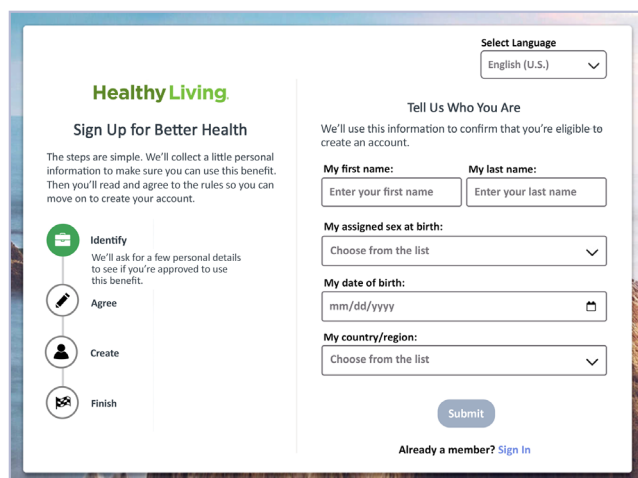 Select Language
English (U.S.)
Healthy Living.
Sign Up for Better Health
The steps are simple. We'll collect a little personal
information to make sure you can use this benefit.
Then you'll read and agree to the rules so you can
move on to create your account.
Identify
We'll ask for a few personal details
to see if you're approved to use
this benefit.
Agree
Create
Finish
Tell Us Who You Are
We'll use this information to confirm that you're eligible to
create an account.
My first name: My last name:
Enter your first name Enter your last name
My assigned sex at birth:
Choose from the list
My date of birth:
mm/dd/yyyy
My country/region:
Choose from the list
Submit
Already a member? Sign In